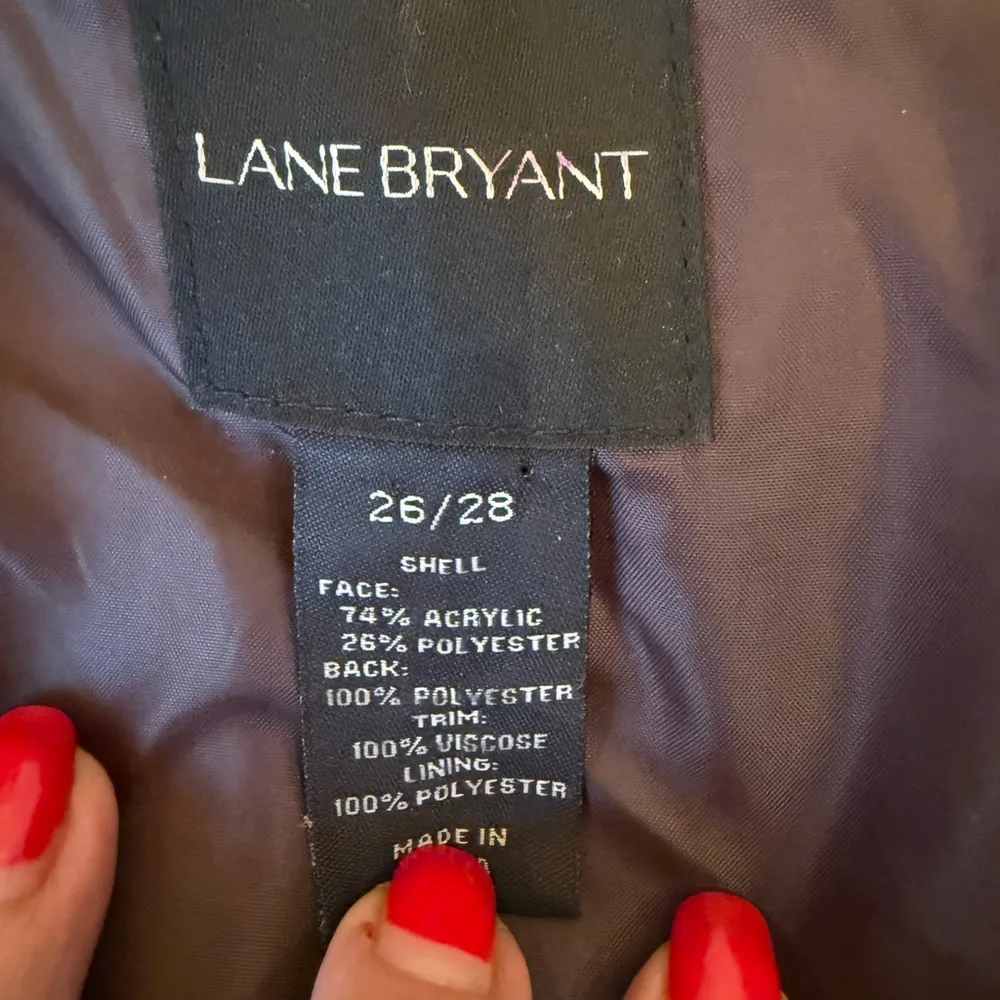 LANE BRYANT
26/28
SHELL
FACE:
74% ACRYLIC
26% POLYESTER
BACK:
100% POLYESTER
TRIM:
100% VISCOSE
LINING:
100% POLYESTER
MADE IN